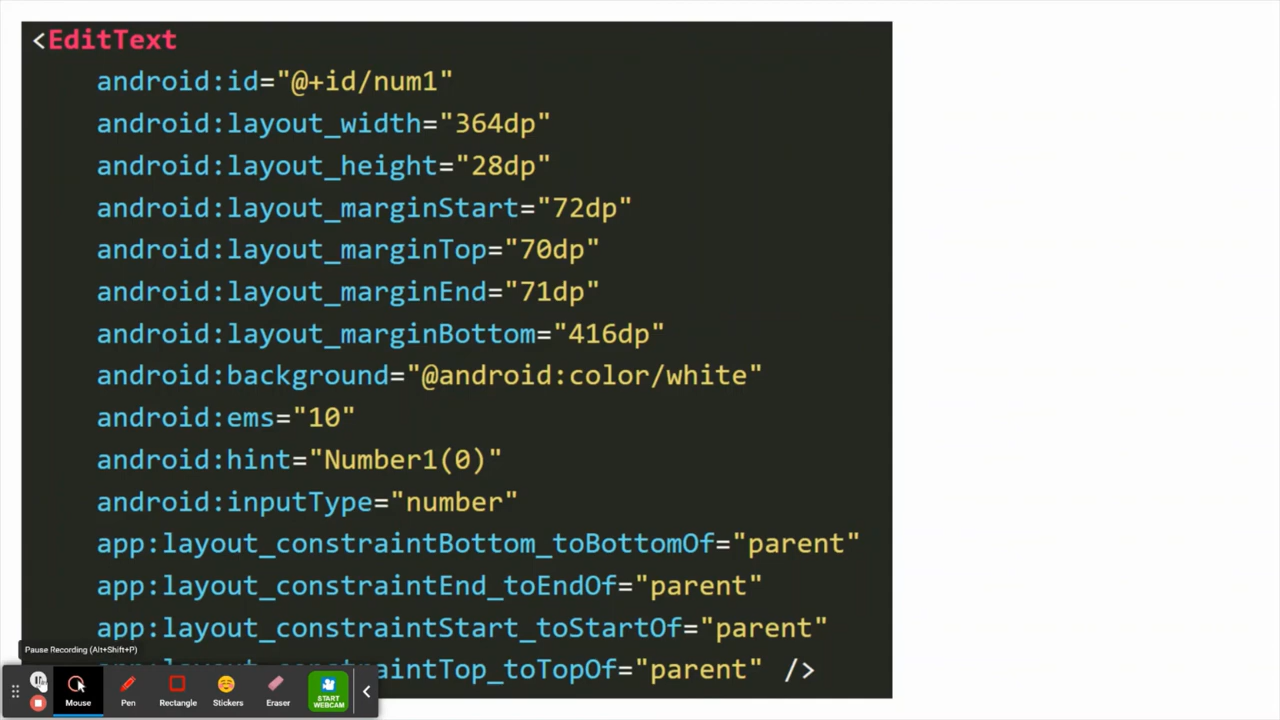 <EditText
android:id="@+id/num1"
android:layout_width="364dp"
android:layout_height="28dp"
android:layout_marginStart="72dp"
android:layout_marginTop="70dp"
android:layout_marginEnd="71dp"
android:layout_marginBottom="416dp"
android:background="@android:color/white"
android:ems="10"
android:hint="Number1(0)"
android:inputType="number"
app:layout_constraintBottom_toBottomOf="parent"
app:layout_constraintEnd_toEndOf="parent"
app:layout_constraintStart_toStartOf="parent"
Pause Recording (Alt+Shift+P)
app:layout_constraintTop_toTopOf="parent" />
Mouse
Pen
Rectangle
Stickers
Eraser
START
WEBCAM